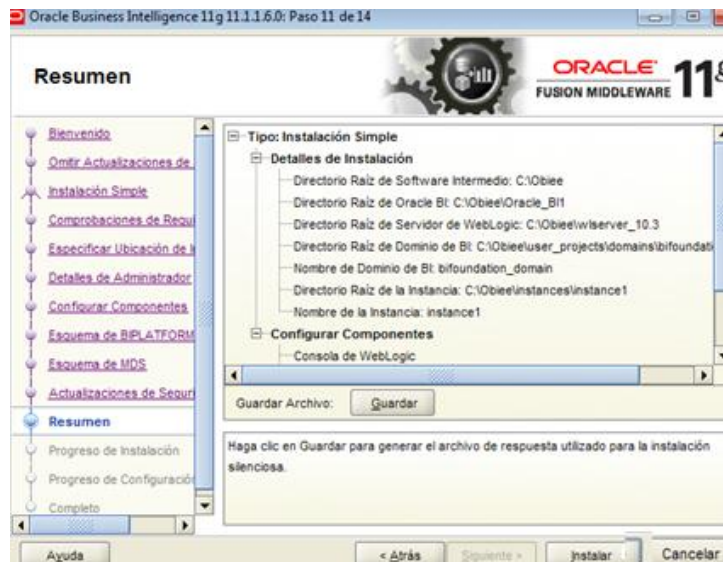 Oracle Business Intelligence 11g 11.1.1.6.0: Paso 11 de 14
Resumen
ORACLE
FUSION MIDDLEWARE 11g
Bienvenido
Omitir Actualizaciones de
Instalación Simple
Comprobaciones de Requi
Especificar Ubicación de I
Detalles de Administrador
Configurar Componentes
Esquema de BIPLATFORM
Esquema de MDS
Actualizaciones de Seguri
Resumen
Progreso de Instalación
Progreso de Configuración
Completo
Tipo: Instalación Simple
Detalles de Instalación
Directorio Raíz de Software Intermedio: C:\Obiee
Directorio Raíz de Oracle BI: C:\Obiee\Oracle_BI1
Directorio Raíz de Servidor de WebLogic: C:\Obiee\wlserver_10.3
Directorio Raíz de Dominio de BI: C:\Obiee\user_projects\domains\bifoundati
Nombre de Dominio de BI: bifoundation_domain
Directorio Raíz de la Instancia: C:\Obiee\instances\instance1
Nombre de la Instancia: instance1
Configurar Componentes
Consola de WebLogic
Guardar Archivo: Guardar
Haga clic en Guardar para generar el archivo de respuesta utilizado para la instalación
silenciosa.
Ayuda
< Atrás
Siguiente >
Instalar
Cancelar